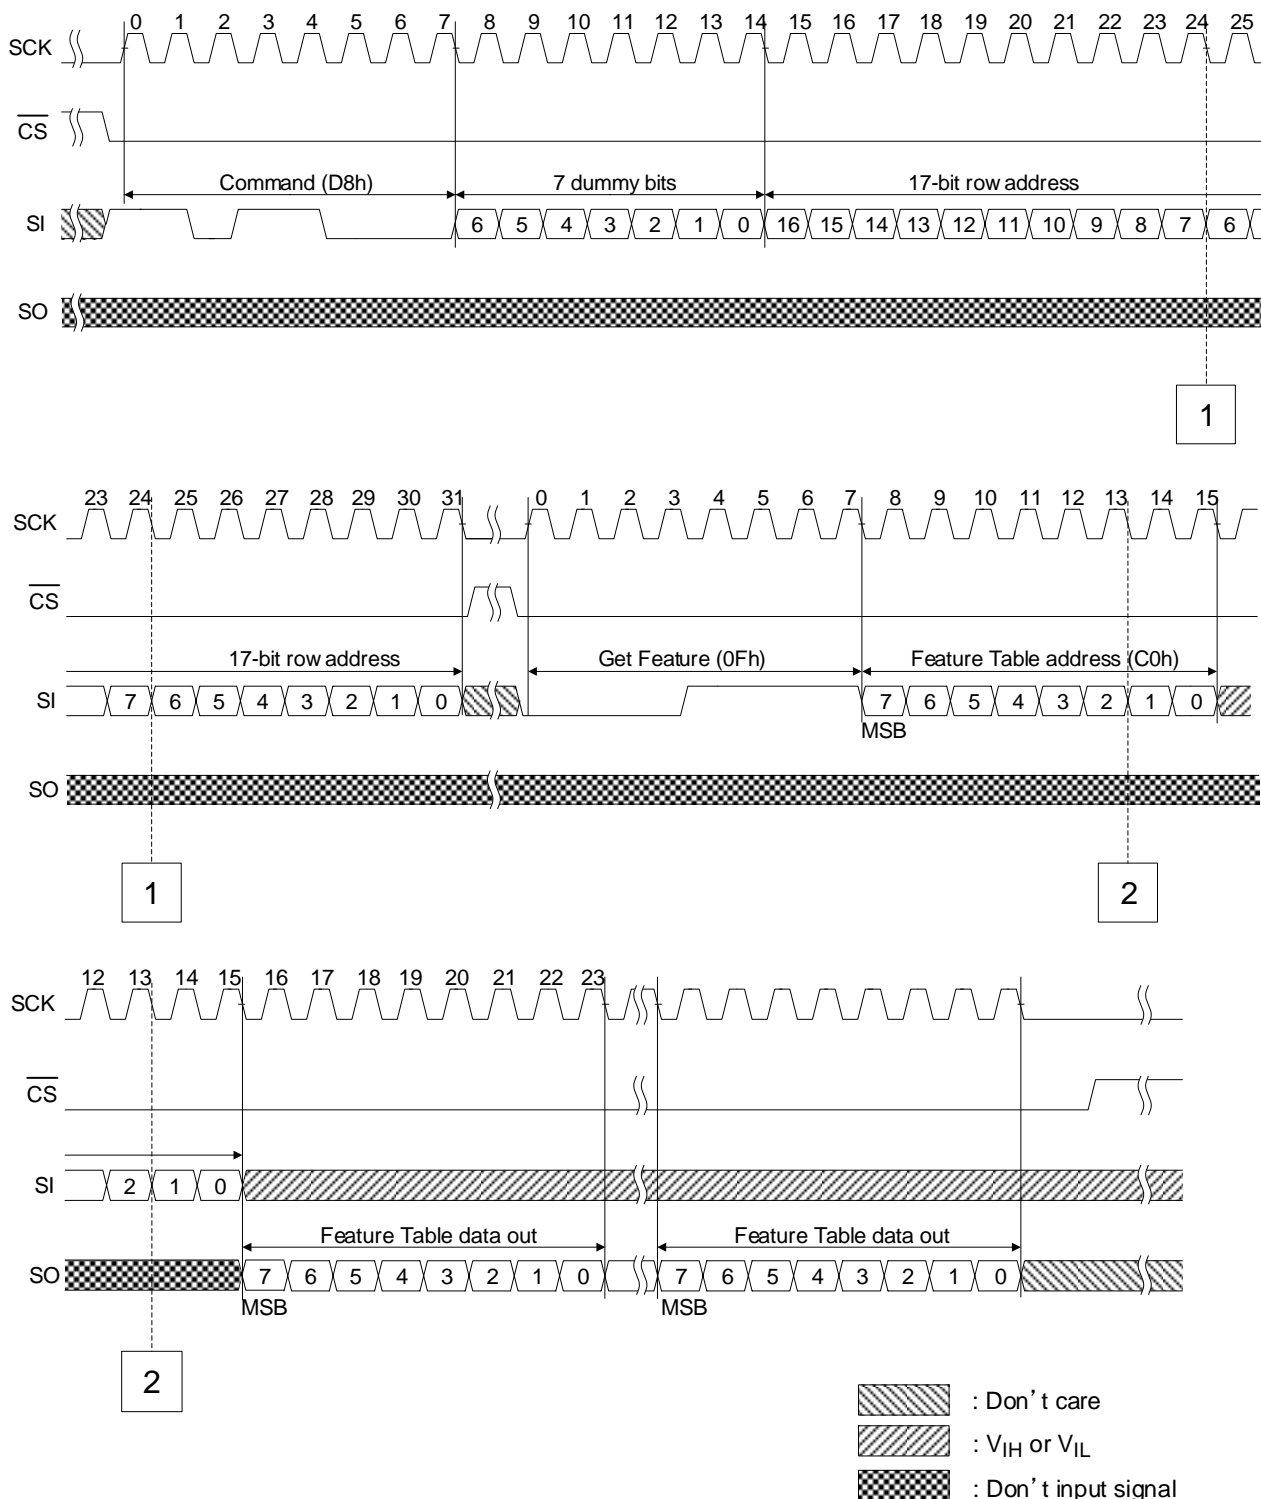 0 1 2 3 4 5 6 7 8 9 10 11 12 13 14 15 16 17 18 19 20 21 22 23 24 25
SCK
CS
Command (D8h) 7 dummy bits 17-bit row address
SI 6 5 4 3 2 1 0 16 15 14 13 12 11 10 9 8 7 6
SO
1
23 24 25 26 27 28 29 30 31 0 1 2 3 4 5 6 7 8 9 10 11 12 13 14 15
SCK
CS
17-bit row address Get Feature (0Fh) Feature Table address (C0h)
SI 7 6 5 4 3 2 1 0 7 6 5 4 3 2 1 0
MSB
SO
1 2
12 13 14 15 16 17 18 19 20 21 22 23
SCK
CS
SI 2 1 0
Feature Table data out Feature Table data out
SO 7 6 5 4 3 2 1 0 7 6 5 4 3 2 1 0
MSB MSB
2
: Don't care
: VIH or VIL
: Don't input signal